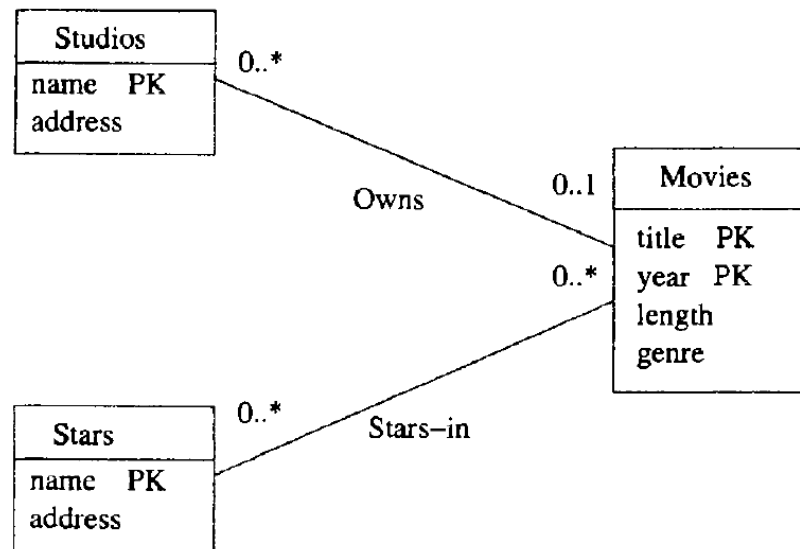 Studios
name PK
address
0..*
Owns
0..1
Movies
title PK
year PK
length
genre
0..*
Stars-in
0..*
Stars
name PK
address